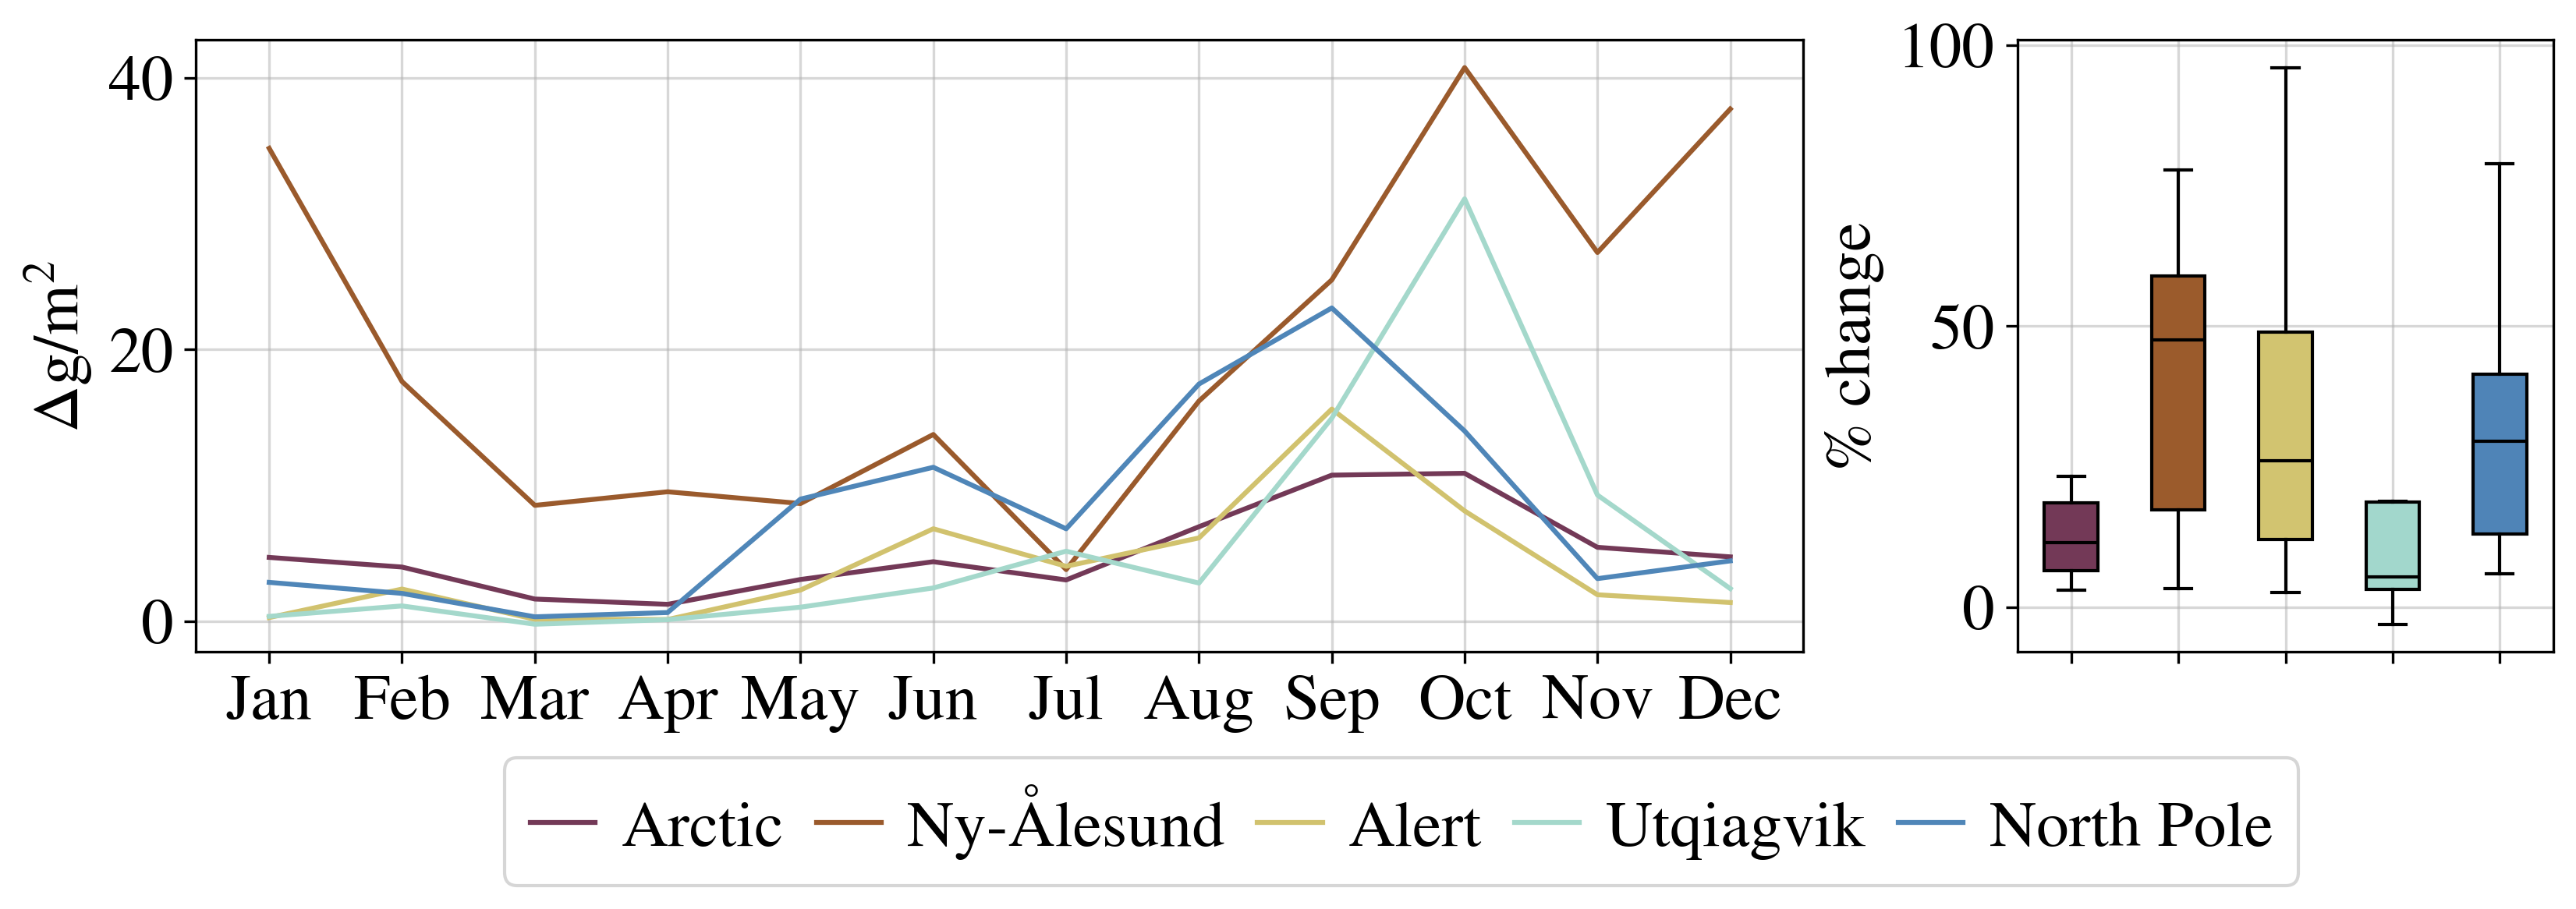 Δg/m²
40
20
0
Jan Feb Mar Apr May Jun Jul Aug Sep Oct Nov Dec
% change
100
50
0
Arctic Ny-Ålesund Alert Utqiagvik North Pole